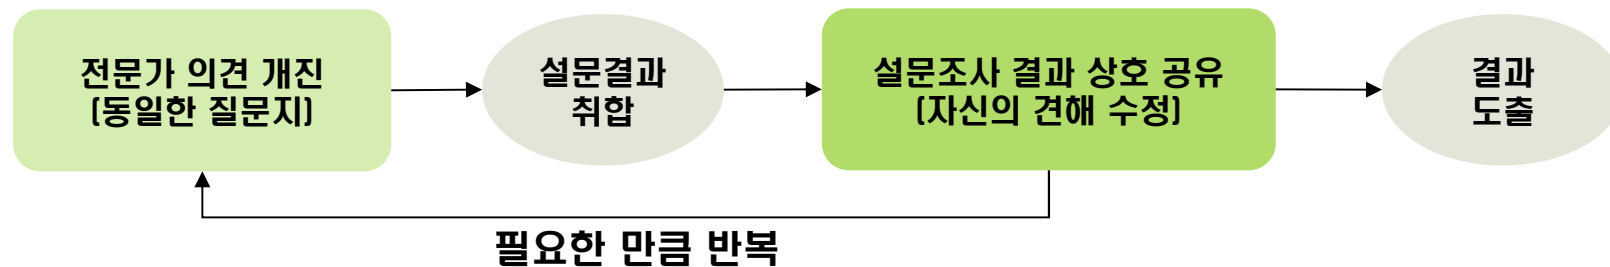 전문가 의견 개진
(동일한 질문지)
설문결과
취합
설문조사 결과 상호 공유
(자신의 견해 수정)
결과
도출
필요한 만큼 반복